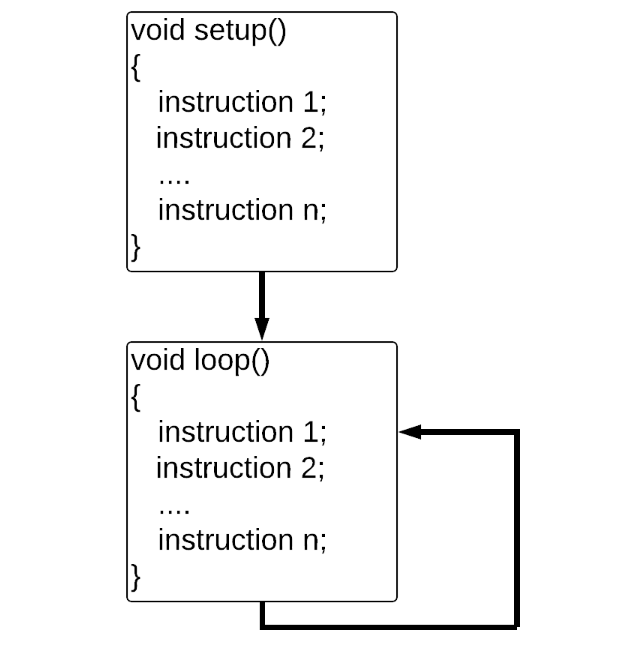 void setup()
{
instruction 1;
instruction 2;
....
instruction n;
}
void loop()
{
instruction 1;
instruction 2;
....
instruction n;
}